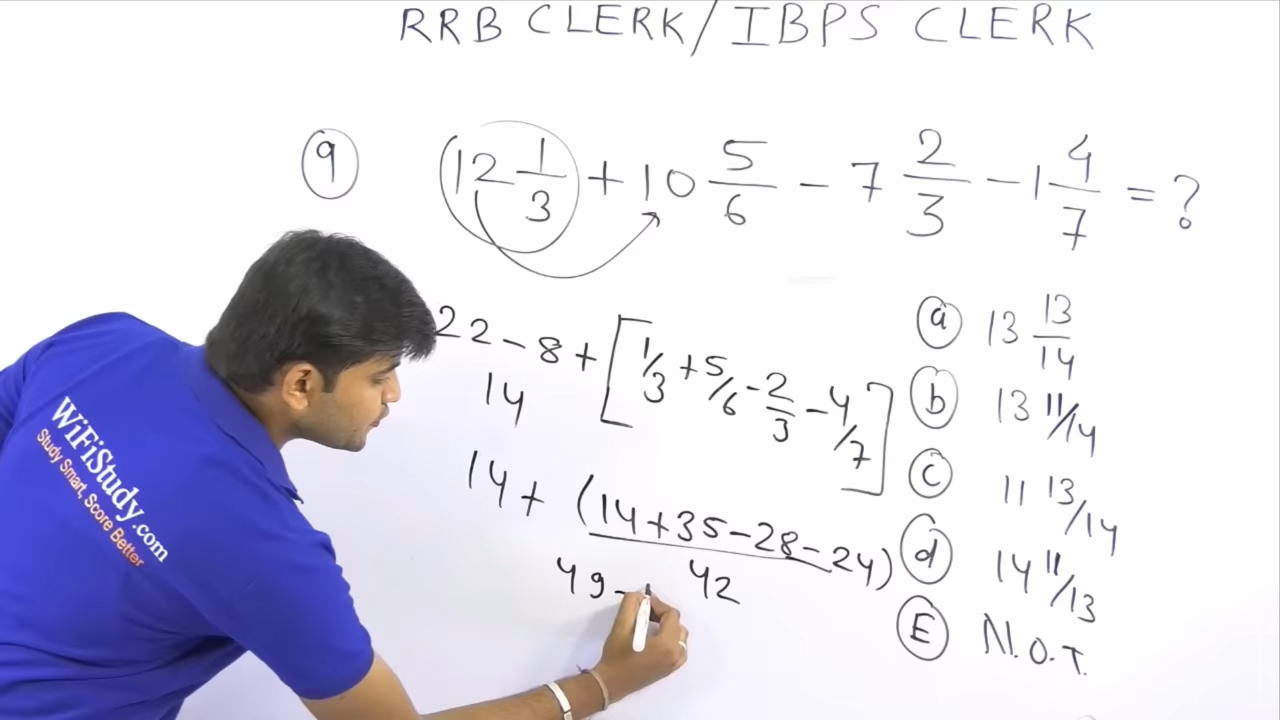 RRB CLERK/IBPS CLERK
9 12 1/3 + 10 5/6 - 7 2/3 - 1 4/7 = ?
22 - 8 + [1/3 + 5/6 - 2/3 - 4/7]
14
14 + (14+35-28-24)
42
49 -
a 13 13/14
b 13 11/14
c 11 13/14
d 14 11/13
E N.O.T.
WiFiStudy.com
Study Smart, Score Better